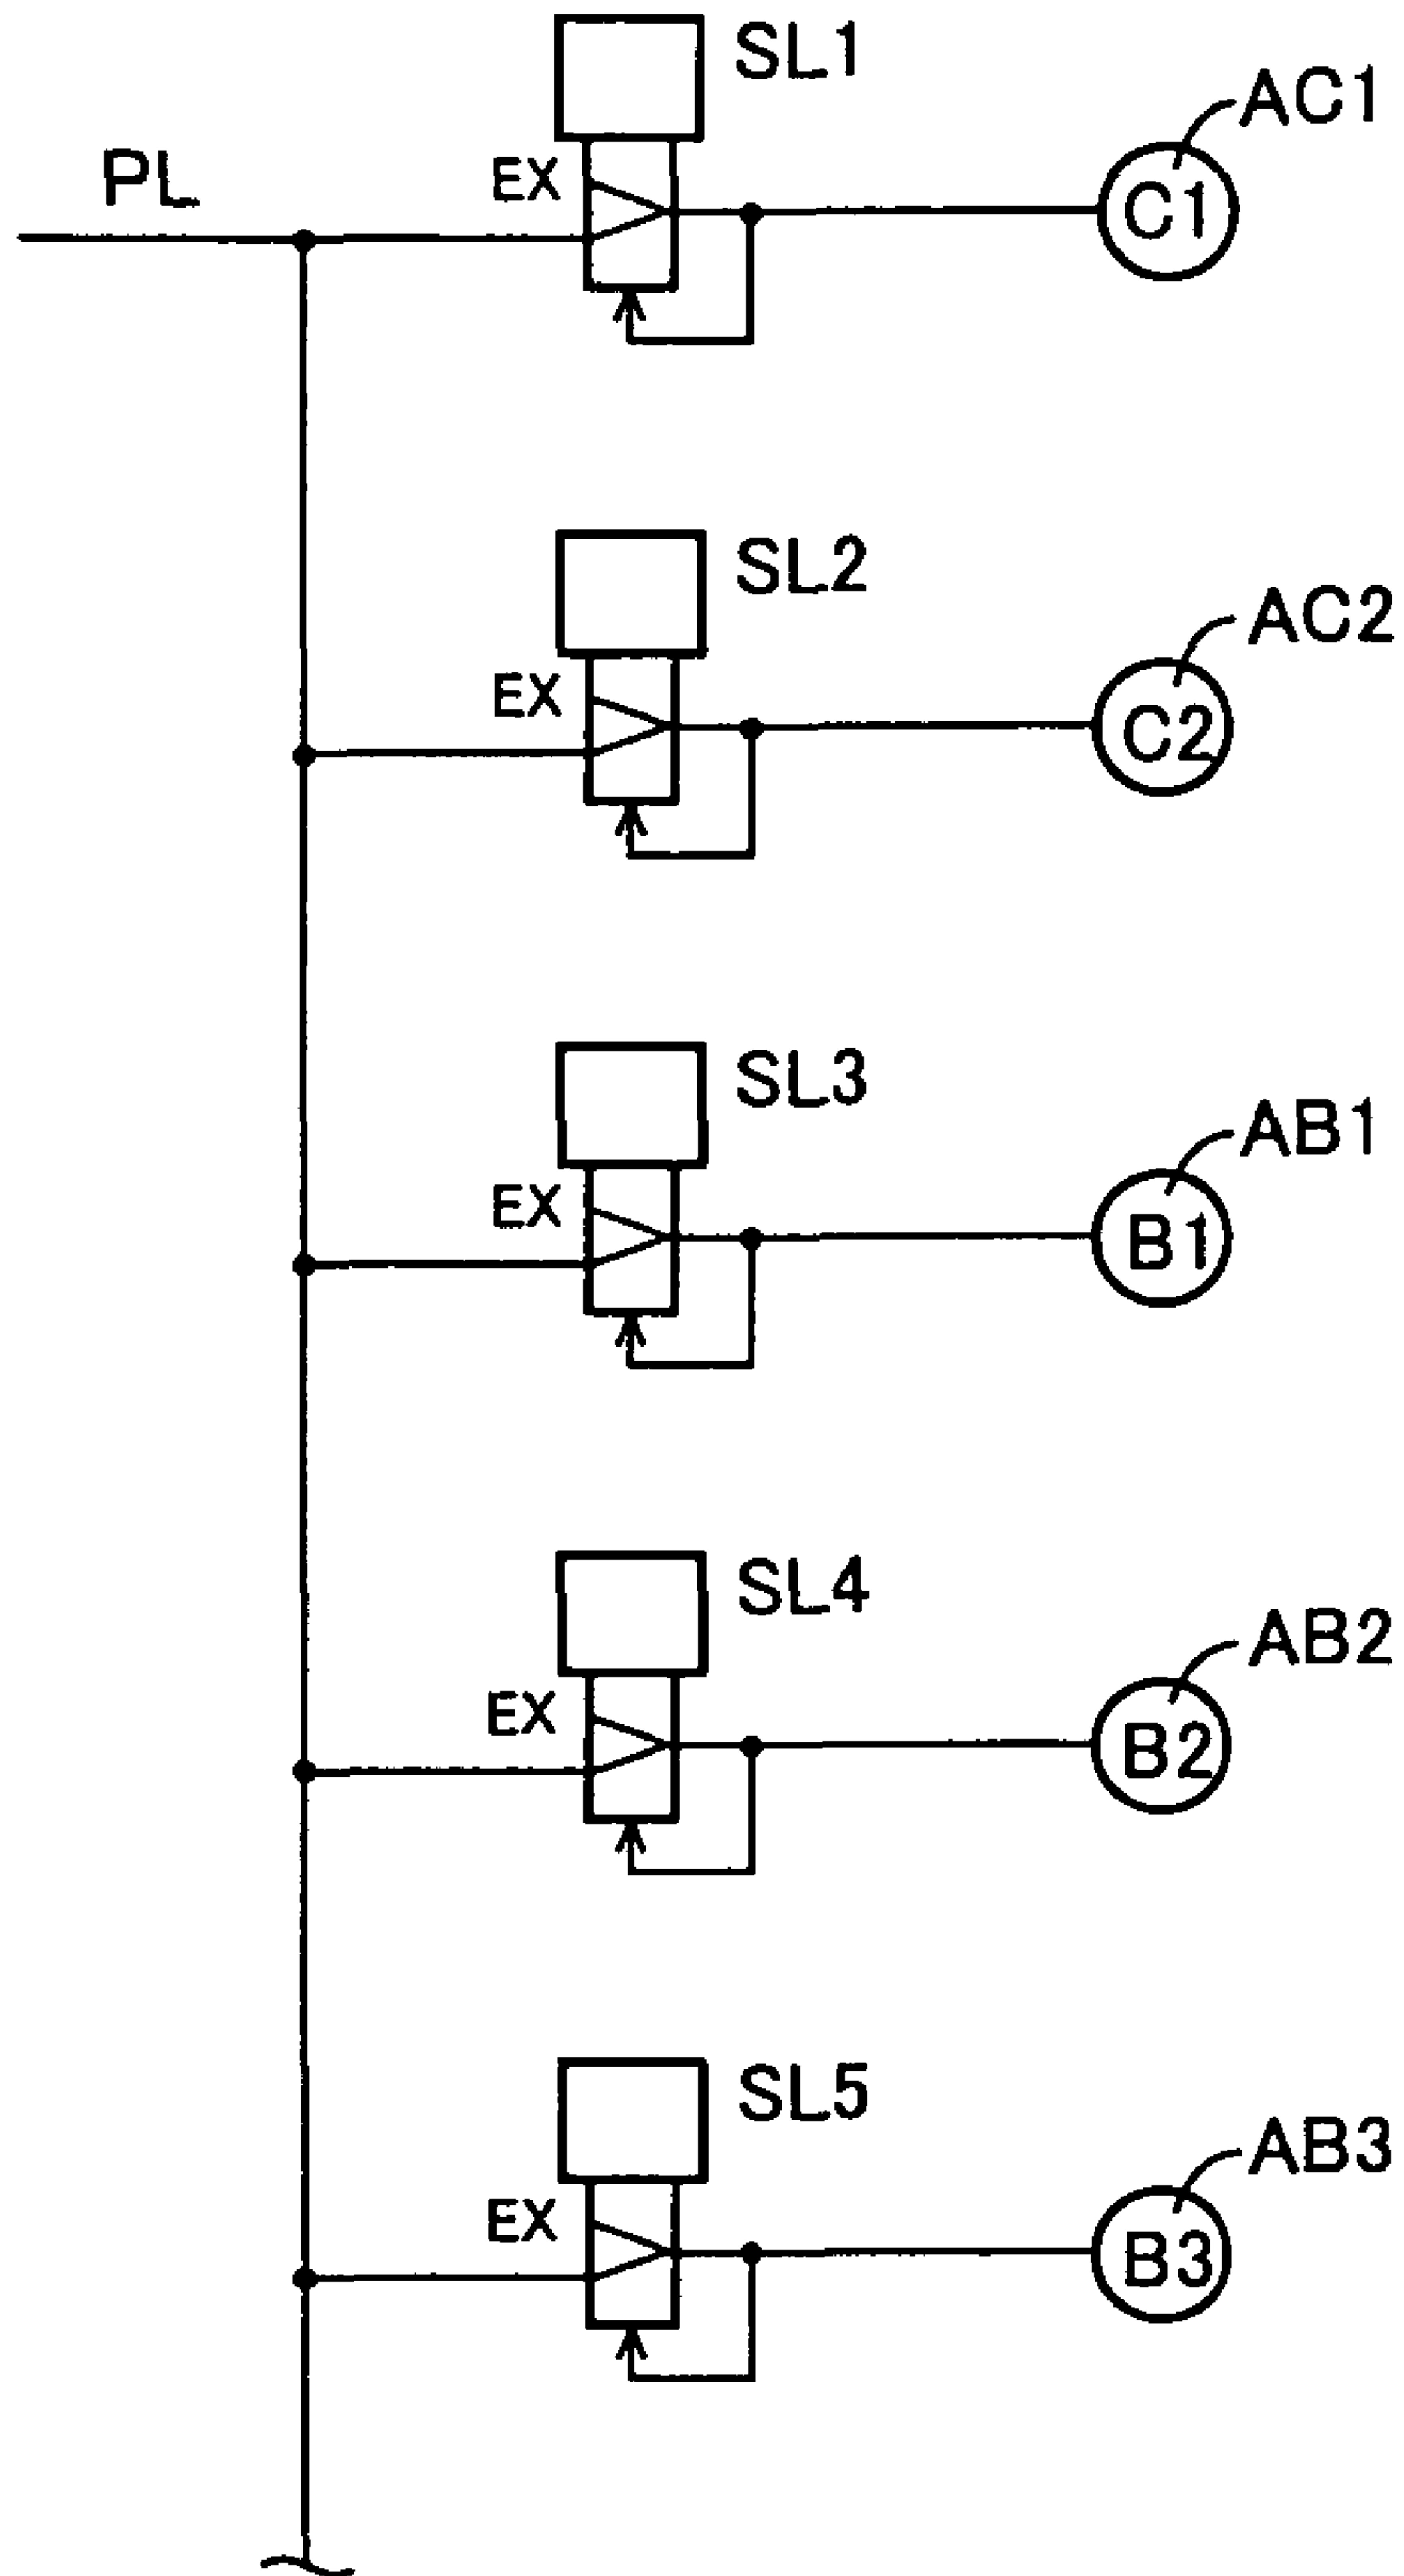 SL1
AC1
PL
EX
C1
SL2
AC2
EX
C2
SL3
AB1
EX
B1
SL4
AB2
EX
B2
SL5
AB3
EX
B3